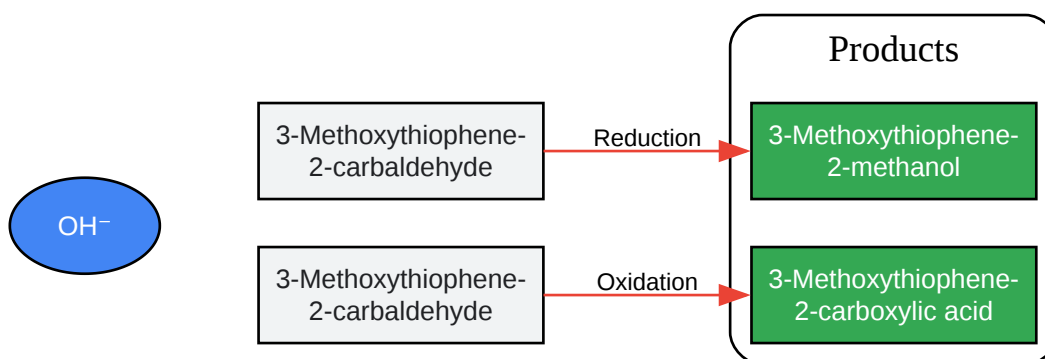 Products
3-Methoxythiophene-
2-carbaldehyde
Reduction
3-Methoxythiophene-
2-methanol
OH⁻
3-Methoxythiophene-
2-carbaldehyde
Oxidation
3-Methoxythiophene-
2-carboxylic acid